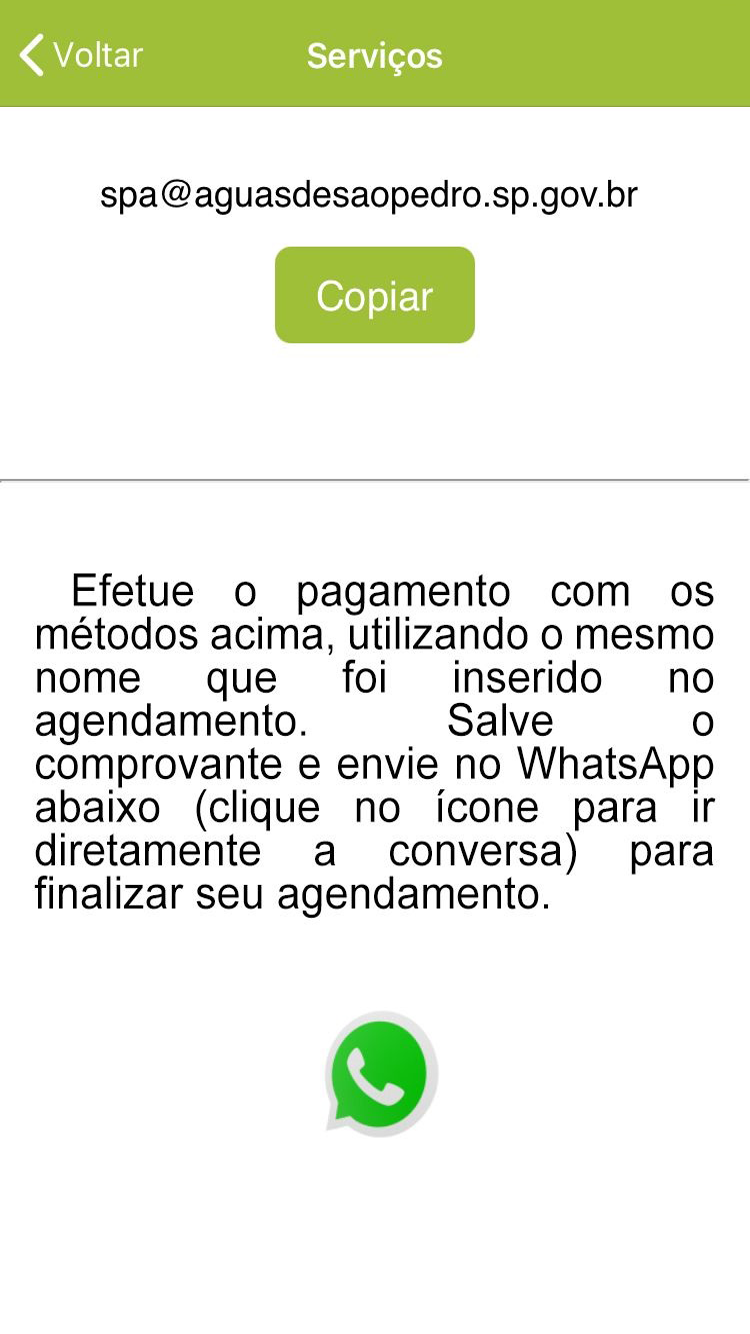 Voltar
Serviços
spa@aguasdesaopedro.sp.gov.br
Copiar
Efetue o pagamento com os
métodos acima, utilizando o mesmo
nome que foi inserido no
agendamento. Salve o
comprovante e envie no WhatsApp
abaixo (clique no ícone para ir
diretamente a conversa) para
finalizar seu agendamento.